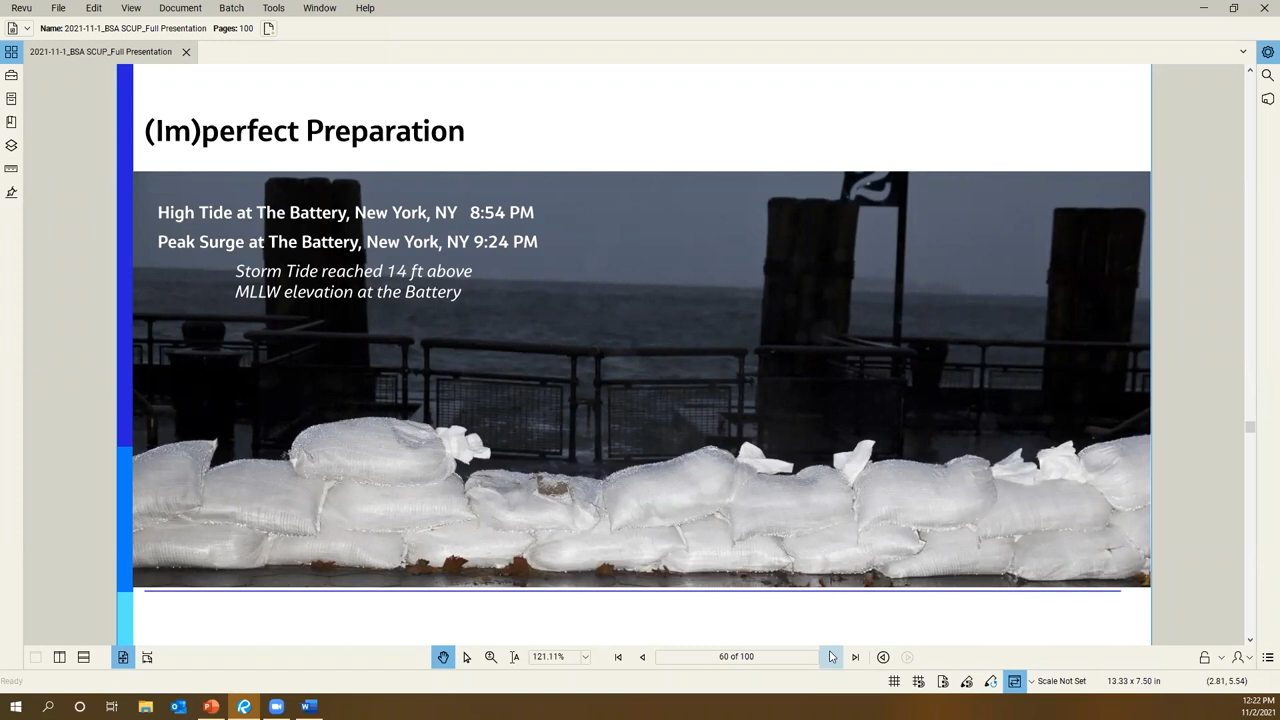 Revu File Edit View Document Batch Tools Window Help
Name: 2021-11-1_BSA SCUP_Full Presentation Pages: 100
2021-11-1_BSA SCUP_Full Presentation
(Im)perfect Preparation
2
High Tide at The Battery, New York, NY 8:54 PM
Peak Surge at The Battery, New York, NY 9:24 PM
Storm Tide reached 14 ft above
MLLW elevation at the Battery
121.11% 60 of 100
Ready Scale Not Set 13.33 x 7.50 in (2.81, 5.54)
12:22 PM
11/2/2021